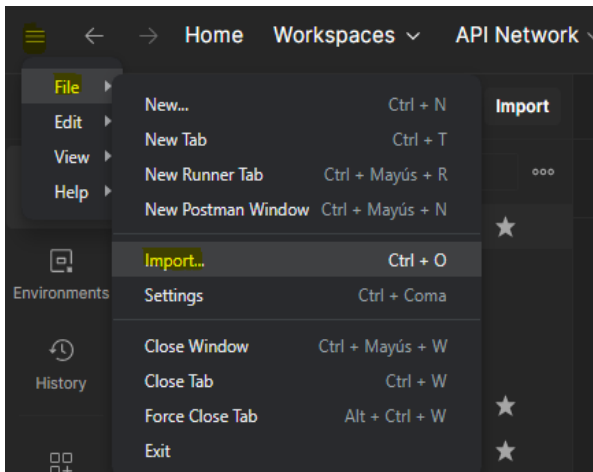 Home Workspaces API Network
File
Edit
View
Help
New... Ctrl + N
New Tab Ctrl + T
New Runner Tab Ctrl + Mayús + R
New Postman Window Ctrl + Mayús + N
Import... Ctrl + O
Settings Ctrl + Coma
Close Window Ctrl + Mayús + W
Close Tab Ctrl + W
Force Close Tab Alt + Ctrl + W
Exit
Import
Environments
History